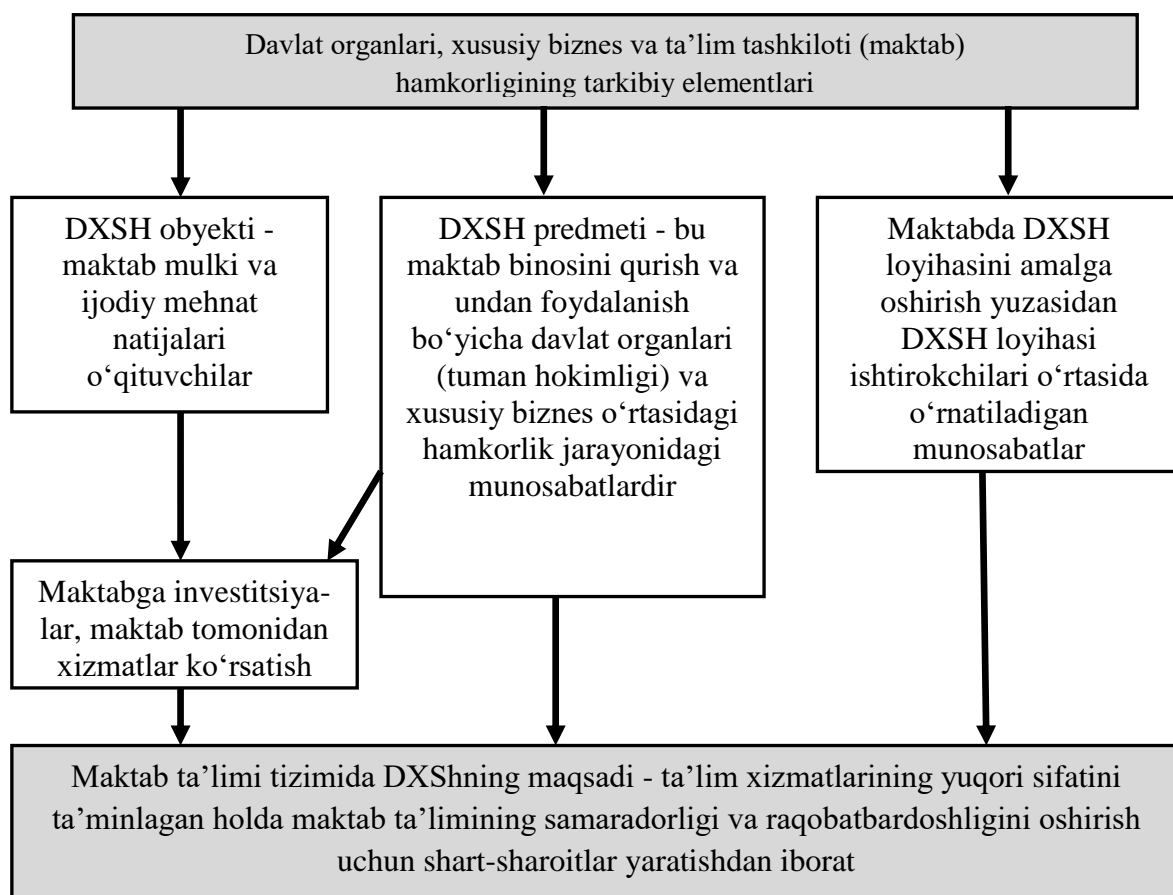 Davlat organlari, xususiy biznes va ta’lim tashkiloti (maktab)
hamkorligining tarkibiy elementlari
DXSH obyekti -
maktab mulki va
ijodiy mehnat
natijalari
o‘qituvchilar
DXSH predmeti - bu
maktab binosini qurish va
undan foydalanish
bo‘yicha davlat organlari
(tuman hokimligi) va
xususiy biznes o‘rtasidagi
hamkorlik jarayonidagi
munosabatlardir
Maktabda DXSH
loyihasini amalga
oshirish yuzasidan
DXSH loyihasi
ishtirokchilari o‘rtasida
o‘rnatiladigan
munosabatlar
Maktabga investitsiya-
lar, maktab tomonidan
xizmatlar ko‘rsatish
Maktab ta’limi tizimida DXShning maqsadi - ta’lim xizmatlarining yuqori sifatini
ta’minlagan holda maktab ta’limining samaradorligi va raqobatbardoshligini oshirish
uchun shart-sharoitlar yaratishdan iborat